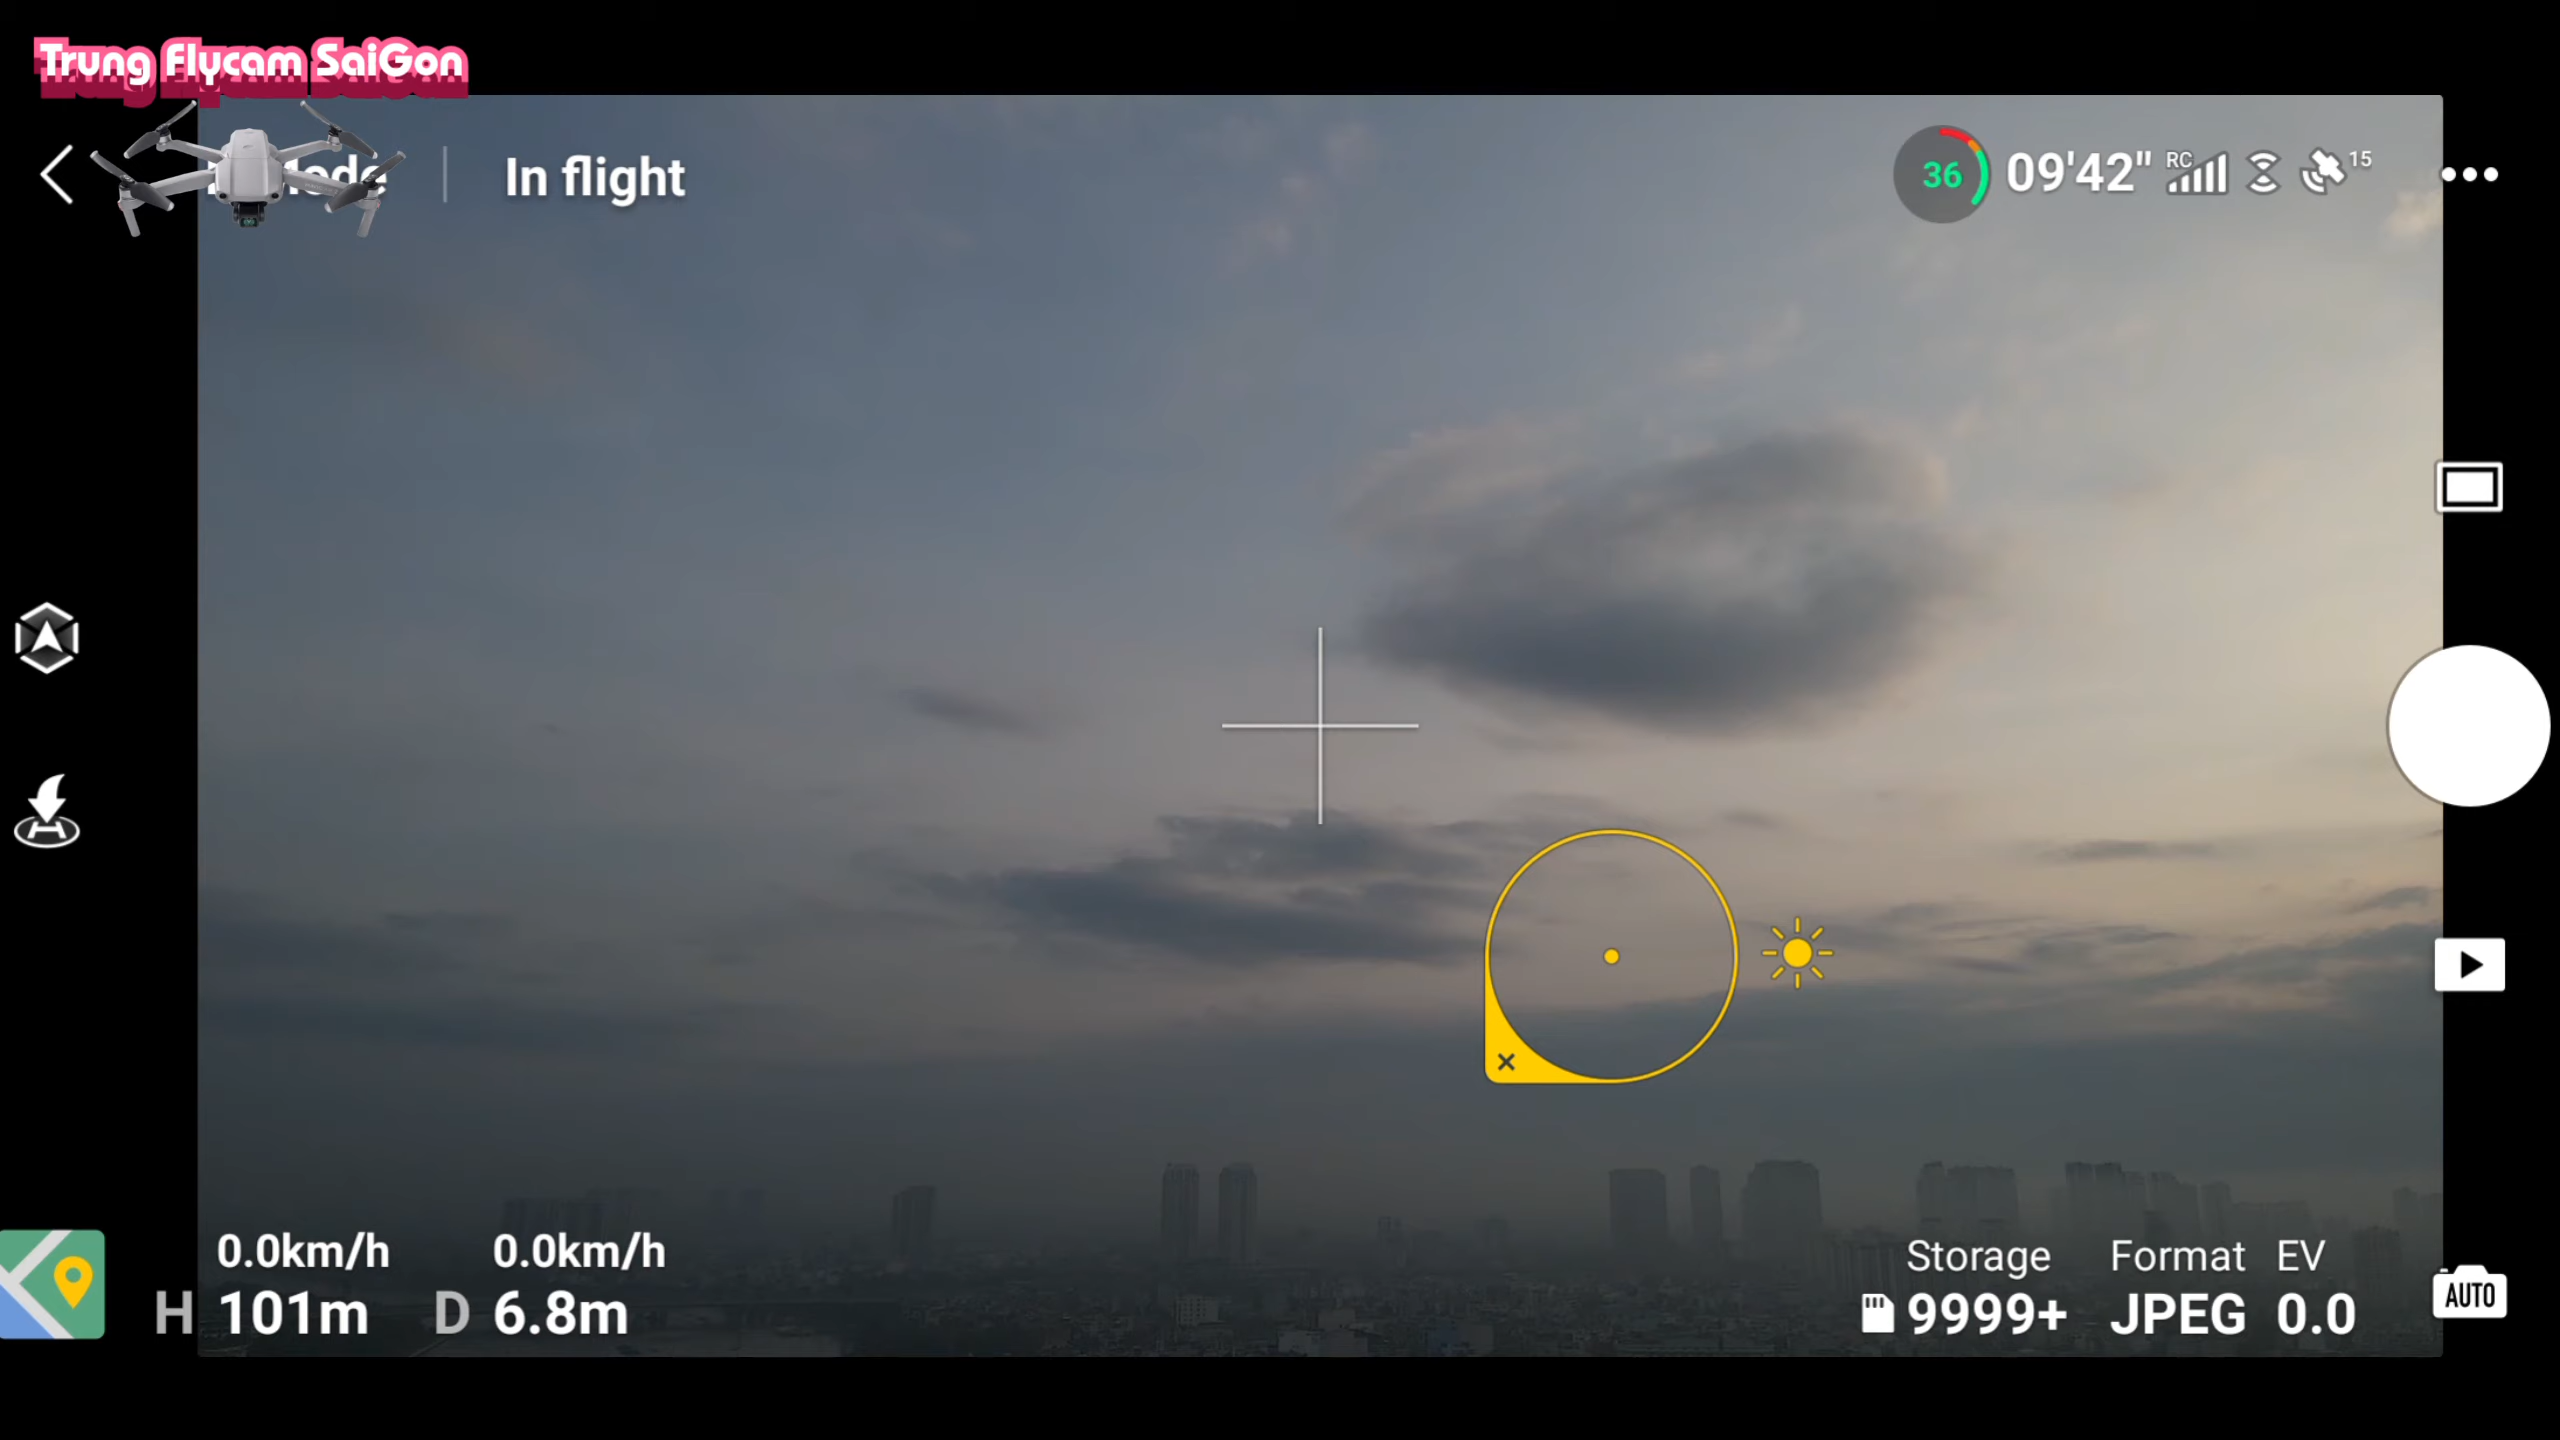 Trung Flycam SaiGon
In flight
36 09'42" RC 15
0.0km/h 0.0km/h
H 101m D 6.8m
Storage Format EV
9999+ JPEG 0.0
AUTO